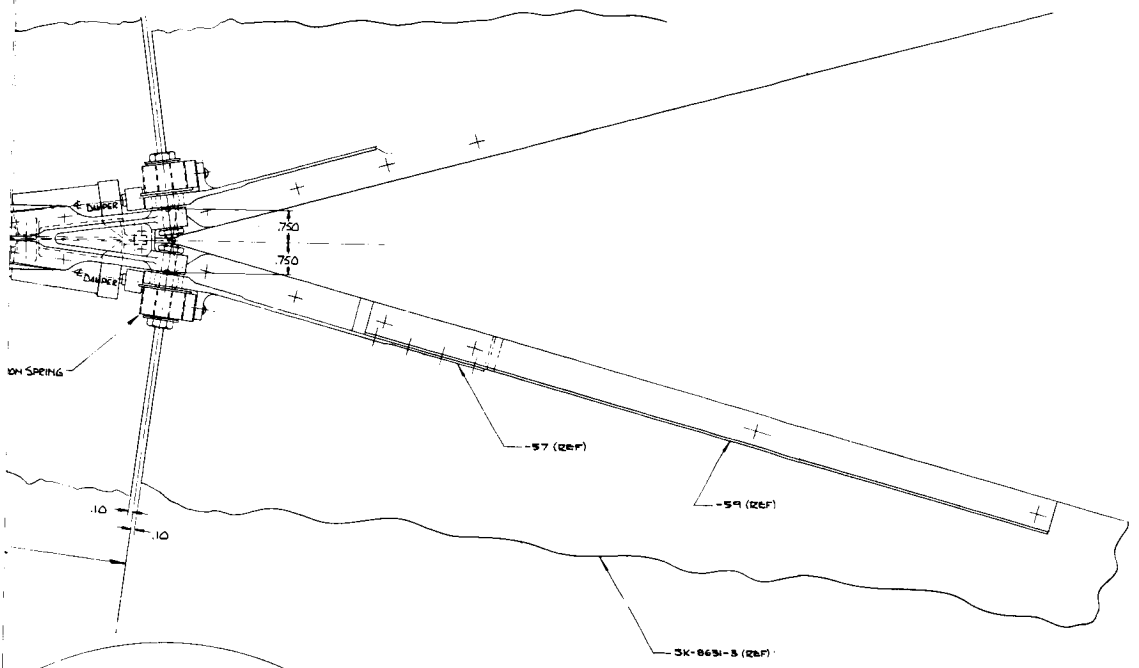 ℄ DAMPER
.750
.750
℄ DAMPER
ON SPRING
-57 (REF)
-59 (REF)
.10
.10
SK-8631-3 (REF)